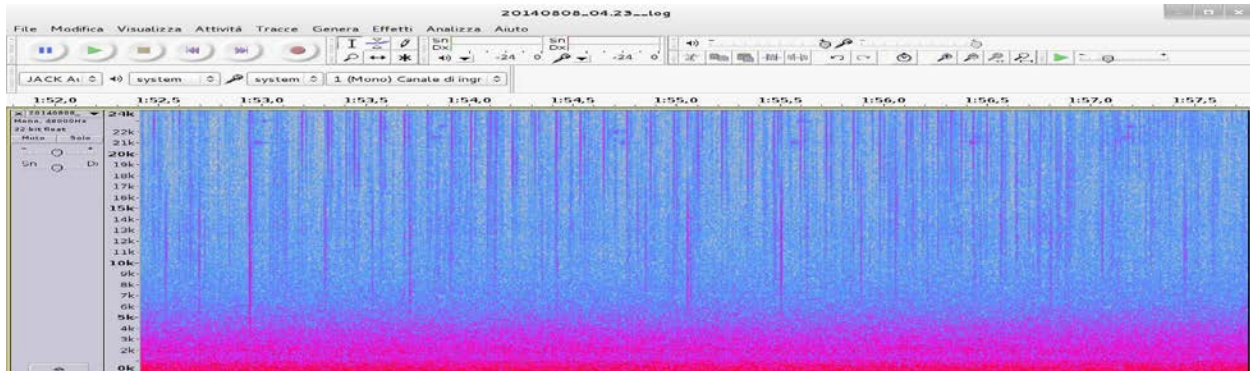 20140808_04.23__log
File Modifica Visualizza Attività Tracce Genera Effetti Analizza Aiuto
Sn Dx -24 0 Sn Dx -24 0
JACK Au system system 1 (Mono) Canale di ingr
1:52,0 1:52,5 1:53,0 1:53,5 1:54,0 1:54,5 1:55,0 1:55,5 1:56,0 1:56,5 1:57,0 1:57,5
20140808_
Mono, 48000Hz
32 bit float
Muto Solo
- +
Sn D
24k
22k
21k
20k
19k
18k
17k
16k
15k
14k
13k
12k
11k
10k
9k
8k
7k
6k
5k
4k
3k
2k
0k